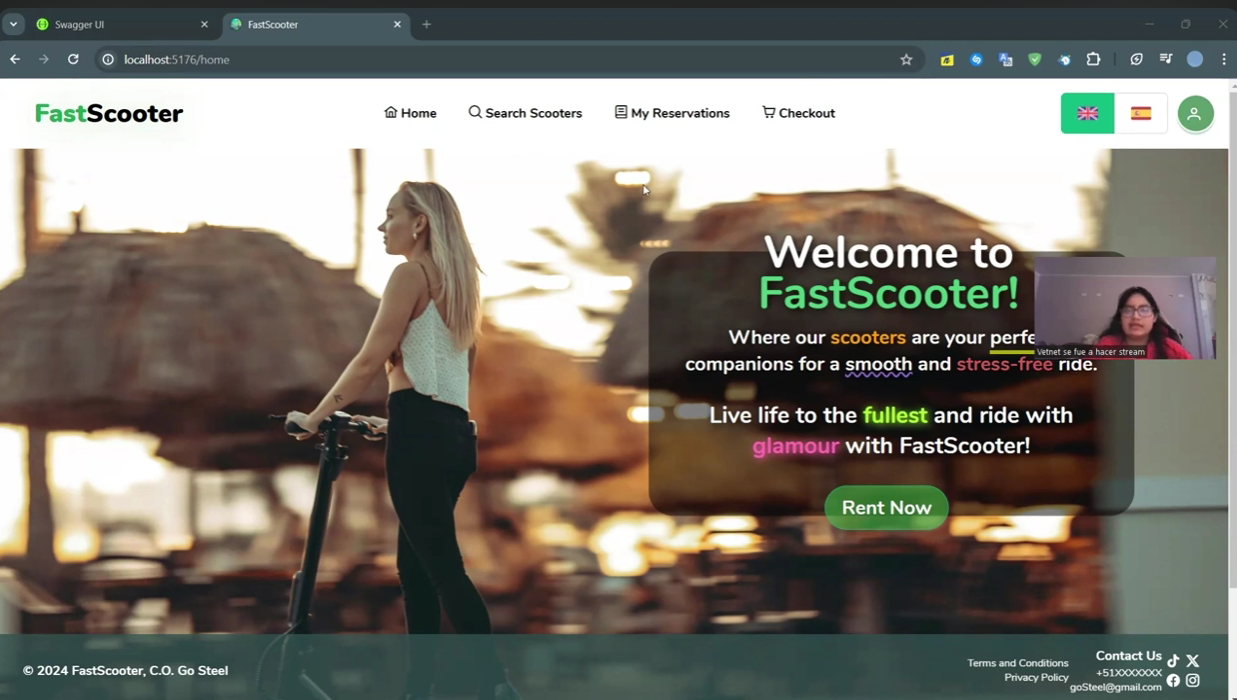 Swagger UI
FastScooter
localhost:5176/home
FastScooter
Home
Search Scooters
My Reservations
Checkout
Welcome to
FastScooter!
Where our scooters are your perfe
companions for a smooth and stress-free ride.
Live life to the fullest and ride with
glamour with FastScooter!
Rent Now
Vetnet se fue a hacer stream
© 2024 FastScooter, C.O. Go Steel
Terms and Conditions
Privacy Policy
Contact Us
+51XXXXXXX
goSteel@gmail.com